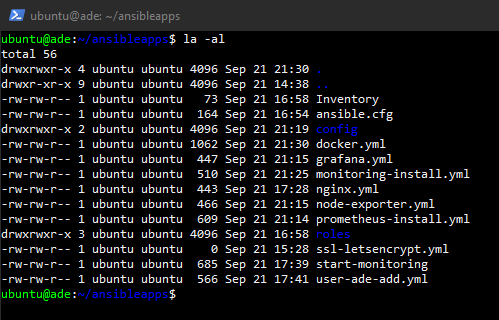 ubuntu@ade: ~/ansibleapps
ubuntu@ade:~/ansibleapps$ la -al
total 56
drwxrwxr-x 4 ubuntu ubuntu 4096 Sep 21 21:30 .
drwxr-xr-x 9 ubuntu ubuntu 4096 Sep 21 14:38 ..
-rw-rw-r-- 1 ubuntu ubuntu   73 Sep 21 16:58 Inventory
-rw-rw-r-- 1 ubuntu ubuntu  164 Sep 21 16:54 ansible.cfg
drwxrwxr-x 2 ubuntu ubuntu 4096 Sep 21 21:19 config
-rw-rw-r-- 1 ubuntu ubuntu 1062 Sep 21 21:30 docker.yml
-rw-rw-r-- 1 ubuntu ubuntu  447 Sep 21 21:15 grafana.yml
-rw-rw-r-- 1 ubuntu ubuntu  510 Sep 21 21:25 monitoring-install.yml
-rw-rw-r-- 1 ubuntu ubuntu  443 Sep 21 17:28 nginx.yml
-rw-rw-r-- 1 ubuntu ubuntu  466 Sep 21 21:15 node-exporter.yml
-rw-rw-r-- 1 ubuntu ubuntu  609 Sep 21 21:14 prometheus-install.yml
drwxrwxr-x 3 ubuntu ubuntu 4096 Sep 21 16:58 roles
-rw-rw-r-- 1 ubuntu ubuntu    0 Sep 21 15:28 ssl-letsencrypt.yml
-rw-rw-r-- 1 ubuntu ubuntu  685 Sep 21 17:39 start-monitoring
-rw-rw-r-- 1 ubuntu ubuntu  566 Sep 21 17:41 user-ade-add.yml
ubuntu@ade:~/ansibleapps$